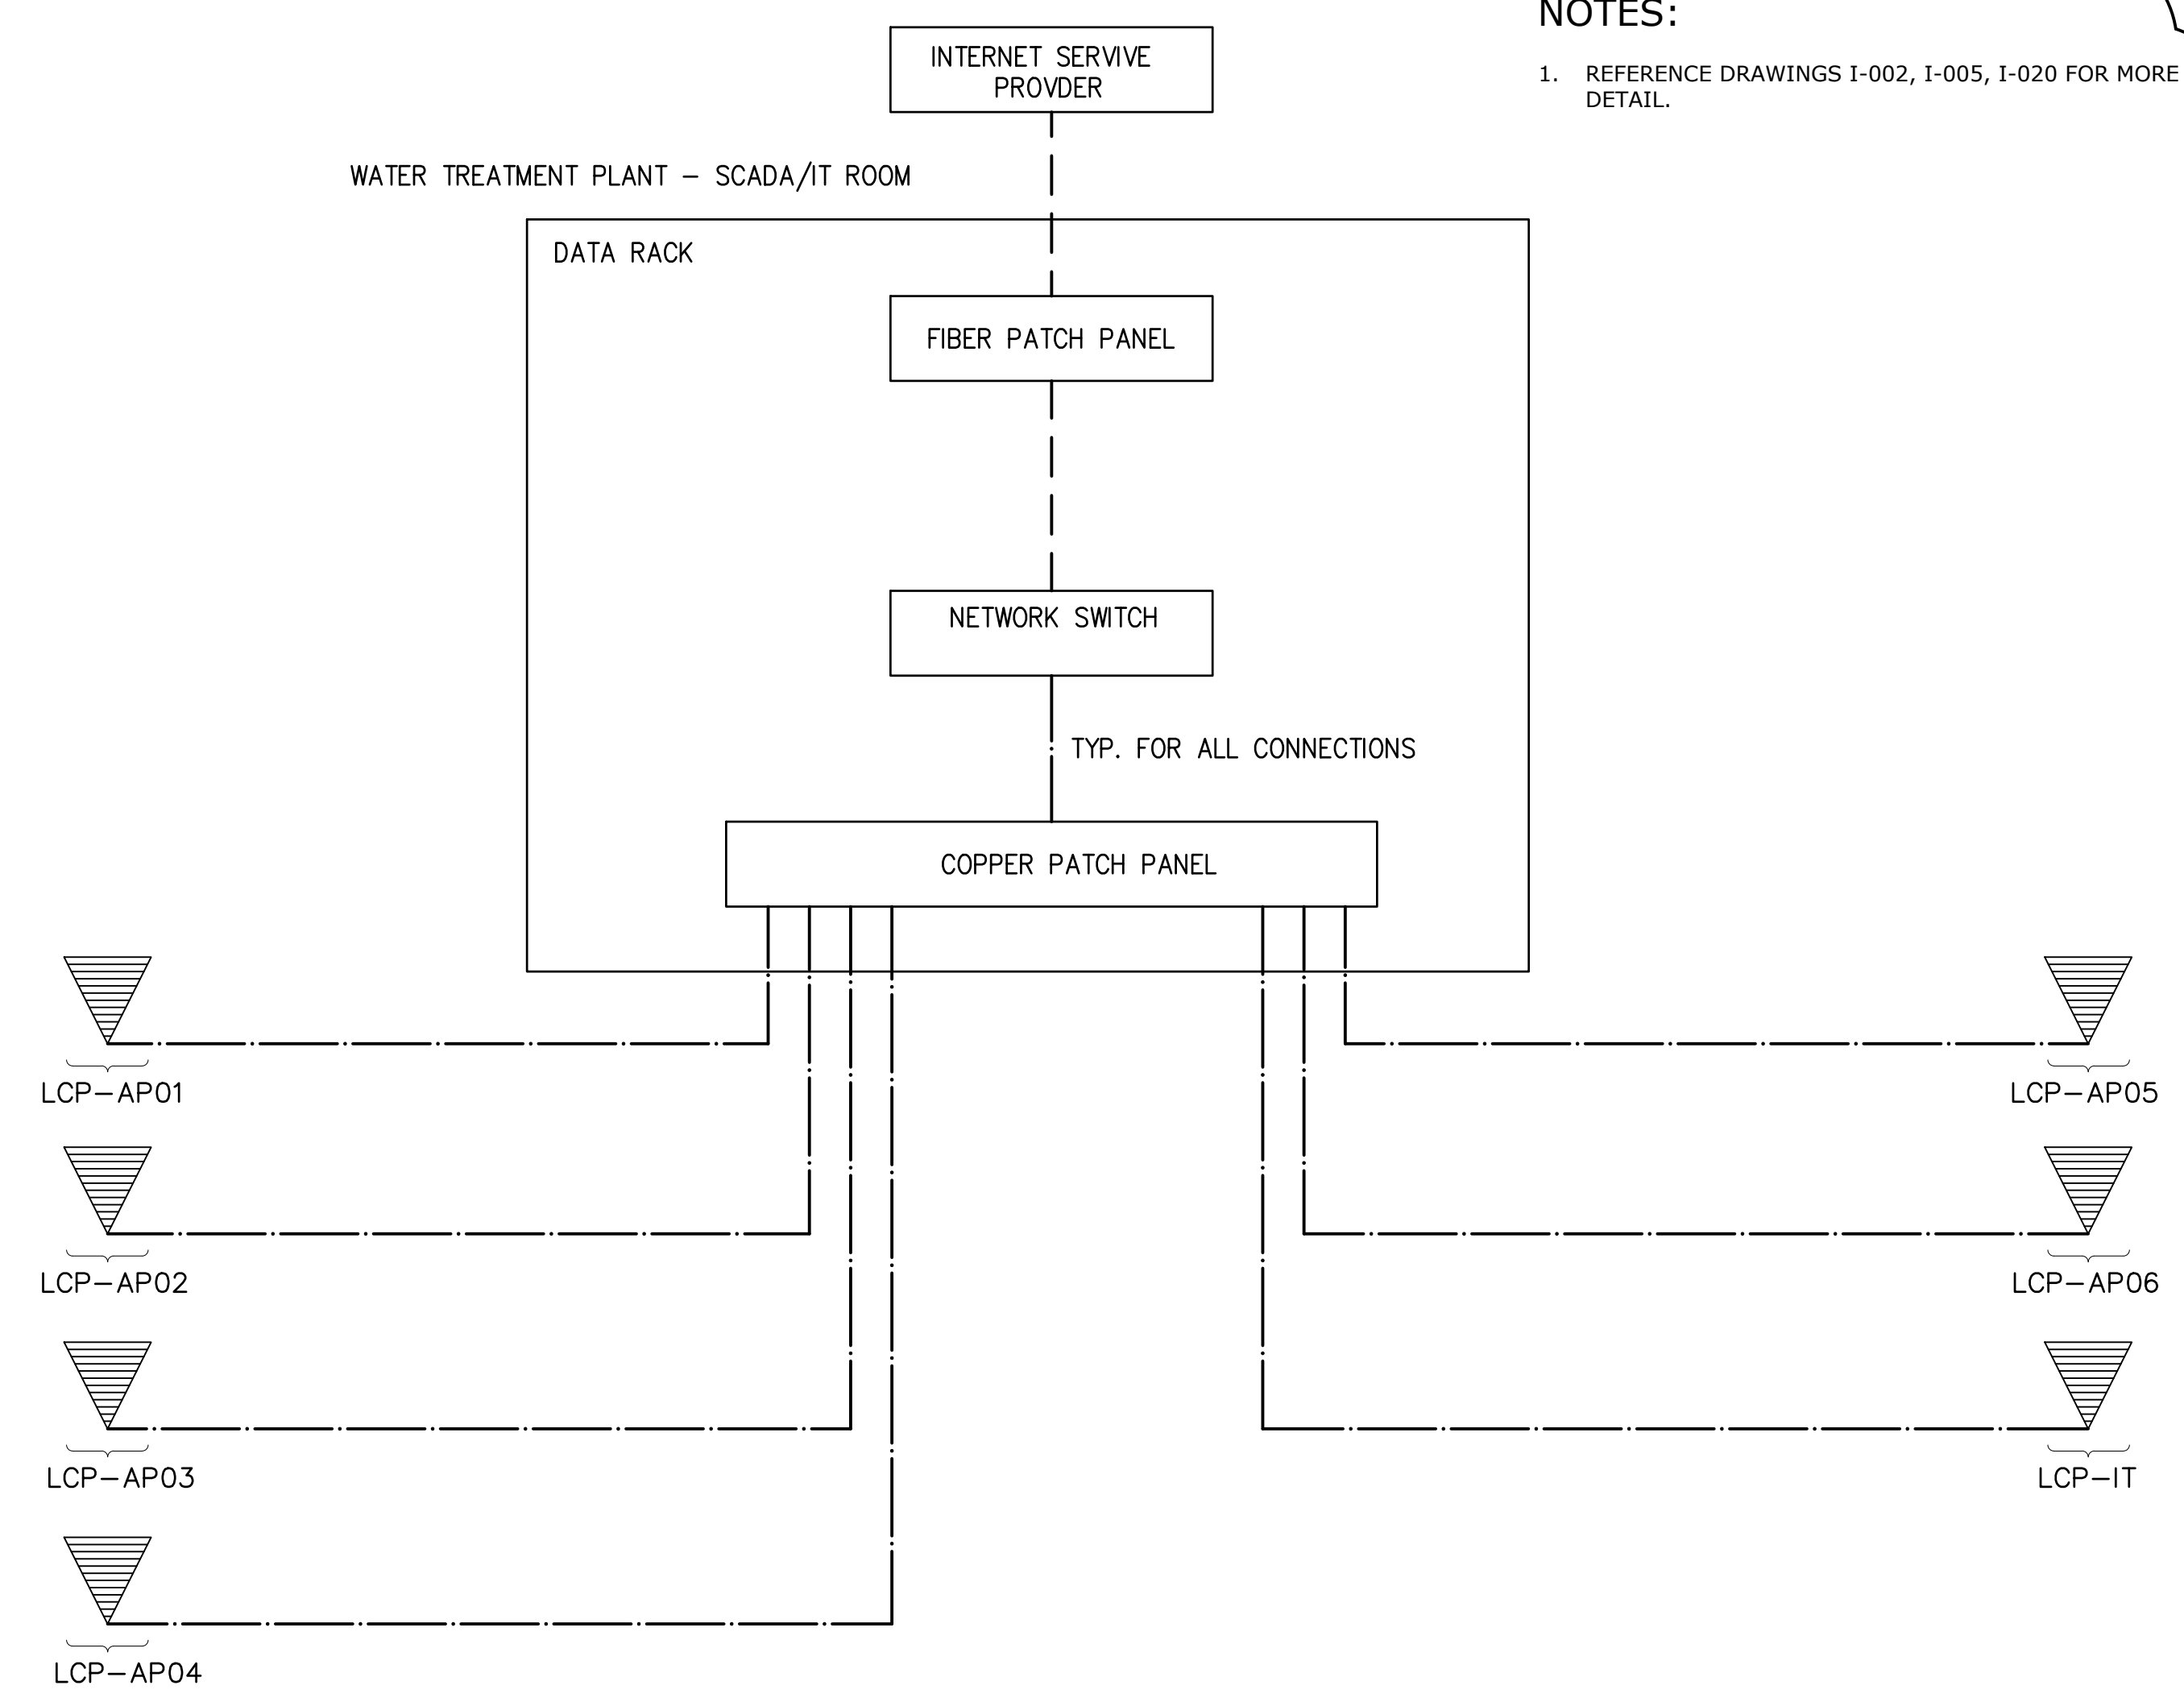 NOTES:
1. REFERENCE DRAWINGS I-002, I-005, I-020 FOR MORE
DETAIL.
INTERNET SERVIVE
PROVDER
WATER TREATMENT PLANT - SCADA/IT ROOM
DATA RACK
FIBER PATCH PANEL
NETWORK SWITCH
TYP. FOR ALL CONNECTIONS
COPPER PATCH PANEL
LCP-AP01
LCP-AP05
LCP-AP02
LCP-AP06
LCP-AP03
LCP-IT
LCP-AP04